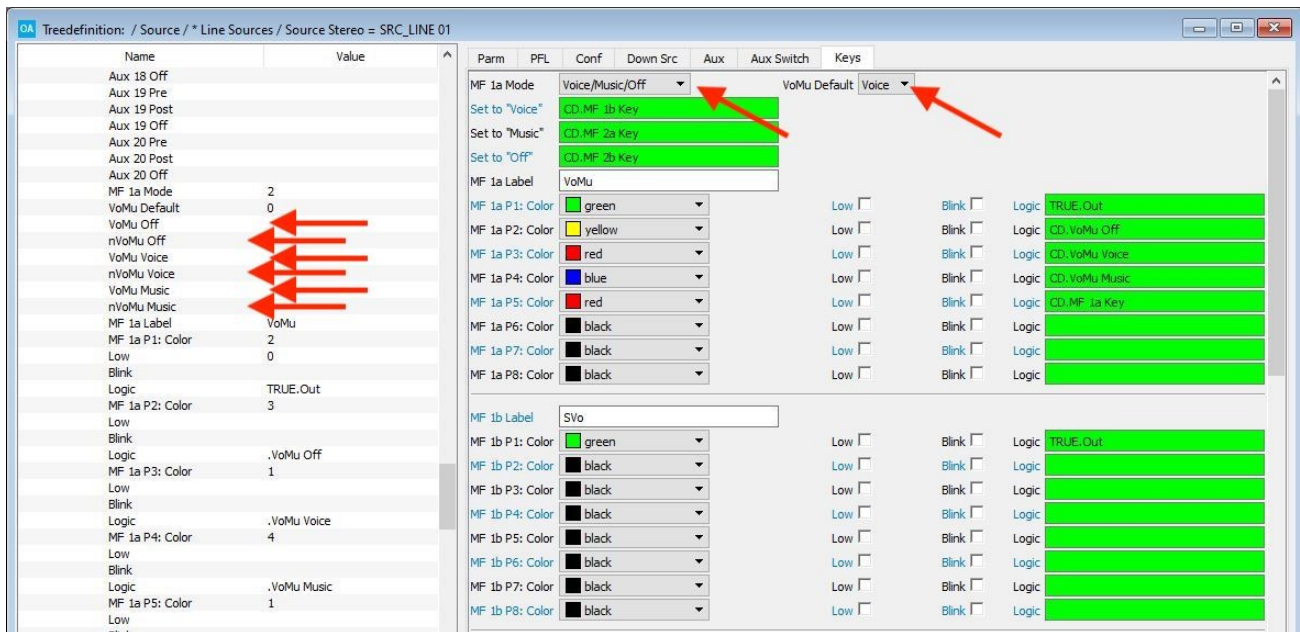 OA Treedefinition: / Source / * Line Sources / Source Stereo = SRC_LINE 01
Name Value
Aux 18 Off
Aux 19 Pre
Aux 19 Post
Aux 19 Off
Aux 20 Pre
Aux 20 Post
Aux 20 Off
MF 1a Mode 2
VoMu Default 0
VoMu Off
nVoMu Off
VoMu Voice
nVoMu Voice
VoMu Music
nVoMu Music
MF 1a Label VoMu
MF 1a P1: Color 2
Low 0
Blink
Logic TRUE.Out
MF 1a P2: Color 3
Low
Blink
Logic .VoMu Off
MF 1a P3: Color 1
Low
Blink
Logic .VoMu Voice
MF 1a P4: Color 4
Low
Blink
Logic .VoMu Music
MF 1a P5: Color 1
Low
Parm PFL Conf Down Src Aux Aux Switch Keys
MF 1a Mode Voice/Music/Off VoMu Default Voice
Set to "Voice" CD.MF 1b Key
Set to "Music" CD.MF 2a Key
Set to "Off" CD.MF 2b Key
MF 1a Label VoMu
MF 1a P1: Color green Low Blink Logic TRUE.Out
MF 1a P2: Color yellow Low Blink Logic CD.VoMu Off
MF 1a P3: Color red Low Blink Logic CD.VoMu Voice
MF 1a P4: Color blue Low Blink Logic CD.VoMu Music
MF 1a P5: Color red Low Blink Logic CD.MF 1a Key
MF 1a P6: Color black Low Blink Logic
MF 1a P7: Color black Low Blink Logic
MF 1a P8: Color black Low Blink Logic
MF 1b Label SVo
MF 1b P1: Color green Low Blink Logic TRUE.Out
MF 1b P2: Color black Low Blink Logic
MF 1b P3: Color black Low Blink Logic
MF 1b P4: Color black Low Blink Logic
MF 1b P5: Color black Low Blink Logic
MF 1b P6: Color black Low Blink Logic
MF 1b P7: Color black Low Blink Logic
MF 1b P8: Color black Low Blink Logic